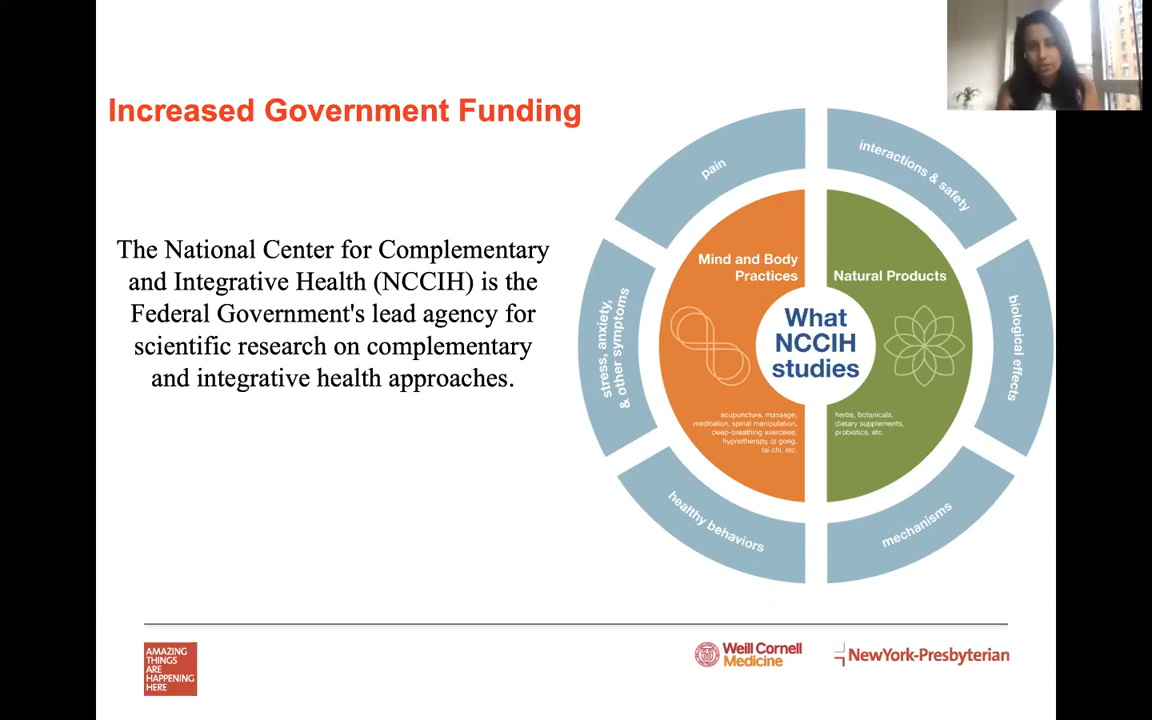 Increased Government Funding
The National Center for Complementary
and Integrative Health (NCCIH) is the
Federal Government's lead agency for
scientific research on complementary
and integrative health approaches.
pain
interactions & safety
stress, anxiety,
& other symptoms
biological effects
healthy behaviors
mechanisms
Mind and Body
Practices
Natural Products
What
NCCIH
studies
acupuncture, massage,
meditation, spinal manipulation,
deep-breathing exercises,
hypnotherapy, qi gong,
tai chi, etc.
herbs, botanicals,
dietary supplements,
probiotics, etc.
AMAZING
THINGS
ARE
HAPPENING
HERE
Weill Cornell
Medicine
NewYork-Presbyterian